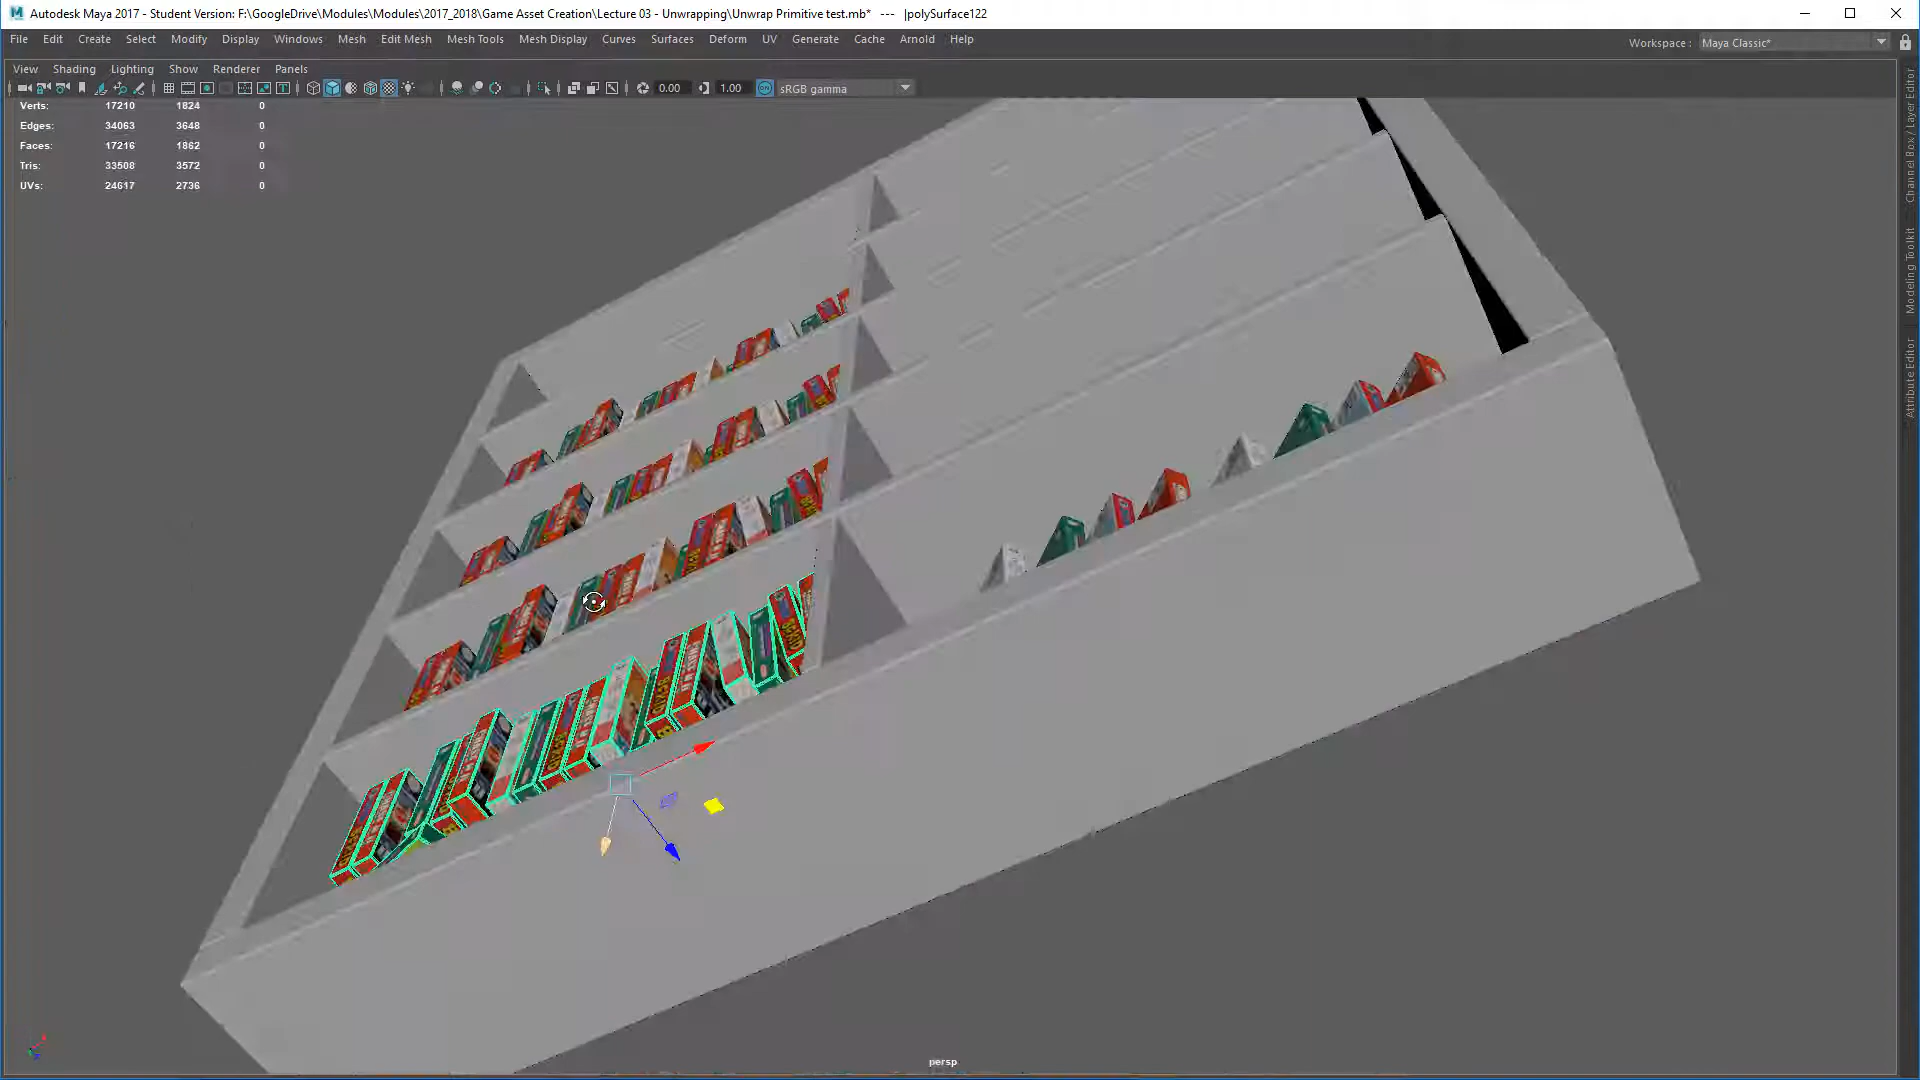 Autodesk Maya 2017 - Student Version: F:\GoogleDrive\Modules\Modules\2017_2018\Game Asset Creation\Lecture 03 - Unwrapping\Unwrap Primitive test.mb* --- |polySurface122
File Edit Create Select Modify Display Windows Mesh Edit Mesh Mesh Tools Mesh Display Curves Surfaces Deform UV Generate Cache Arnold Help
Workspace : Maya Classic*
View Shading Lighting Show Renderer Panels
0.00 1.00 ON sRGB gamma
Verts: 17210 1824 0
Edges: 34063 3648 0
Faces: 17216 1862 0
Tris: 33508 3572 0
UVs: 24617 2736 0
Channel Box / Layer Editor
Modeling Toolkit
Attribute Editor
persp